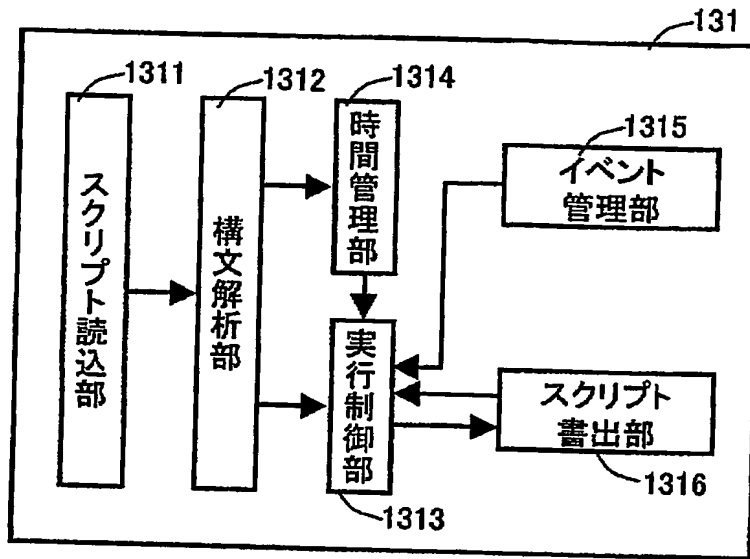 131
1311
スクリプト読込部
1312
構文解析部
1314
時間管理部
1315
イベント
管理部
実行制御部
1313
スクリプト
書出部
1316